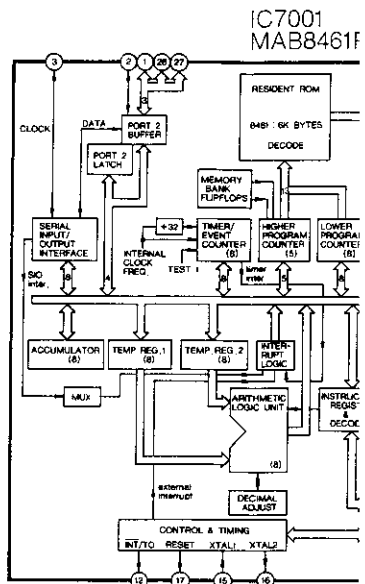 IC7001
MAB8461P
3
2
1
26
27
3
RESIDENT ROM
8461 : 6K BYTES
DECODE
CLOCK
DATA
PORT 2
BUFFER
PORT 2
LATCH
MEMORY
BANK
FLIPFLOPS
13
SERIAL
INPUT/
OUTPUT
INTERFACE
÷32
TIMER/
EVENT
COUNTER
(8)
HIGHER
PROGRAM
COUNTER
(5)
LOWER
PROGRAM
COUNTE
(8)
INTERNAL
CLOCK
FREQ.
TEST 1
SIO
inter.
8
4
timer
inter
8
5
8
ACCUMULATOR
(8)
TEMP REG, 1
(8)
TEMP, REG, 2
(8)
INTER-
RUPT
LOGIC
MUX
ARITHMETIC
LOGIC UNIT
(8)
INSTRUC
REGIST
&
DECOD
external
interrupt
DECIMAL
ADJUST
CONTROL & TIMING
INT/TO RESET XTAL1 XTAL2
12
17
15
16